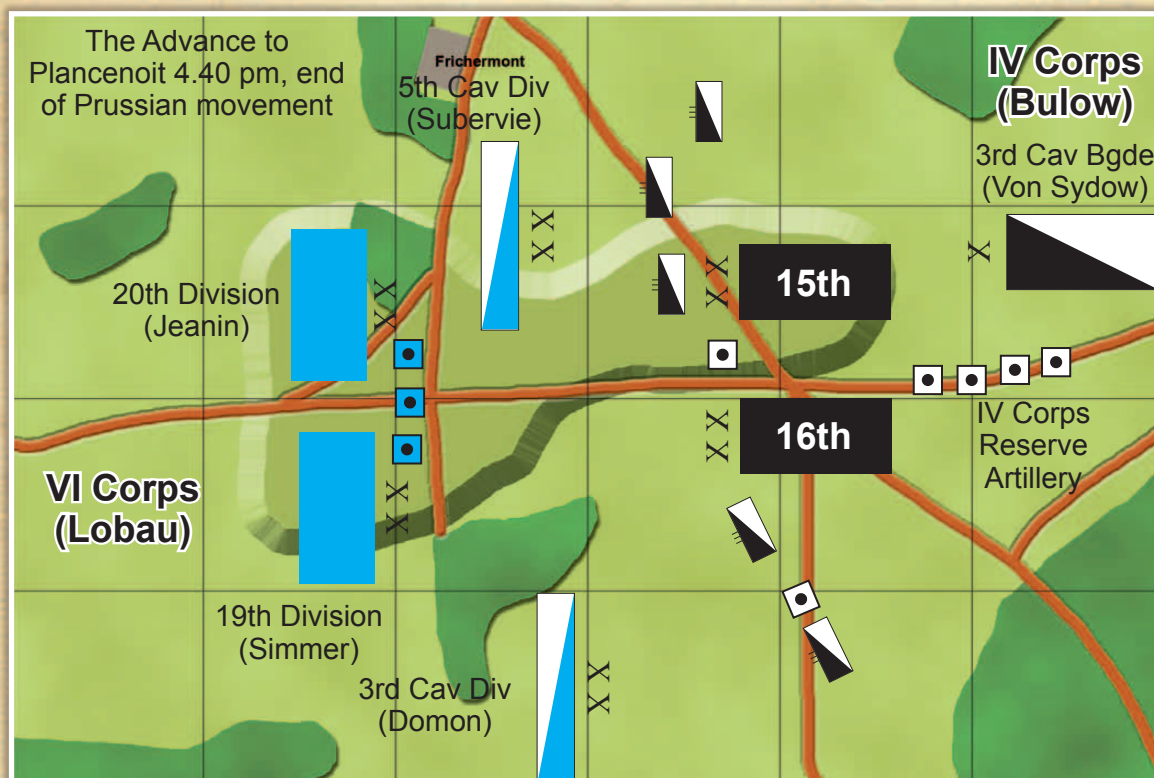 The Advance to
Plancenoit 4.40 pm, end
of Prussian movement
Frichermont
5th Cav Div
(Subervie)
IV Corps
(Bulow)
3rd Cav Bgde
(Von Sydow)
X X
X
20th Division
(Jeanin)
X X
X X
15th
X X
16th
IV Corps
Reserve
Artillery
VI Corps
(Lobau)
X X
19th Division
(Simmer)
3rd Cav Div
(Domon)
X X